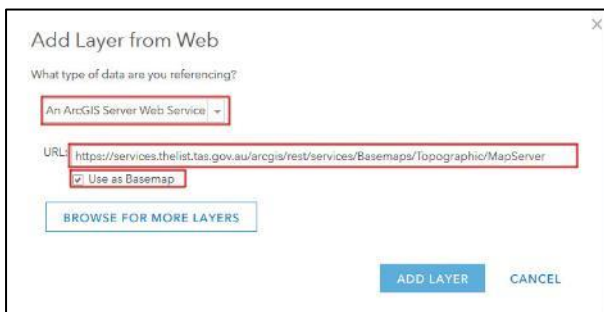 Add Layer from Web
What type of data are you referencing?
An ArcGIS Server Web Service
URL: https://services.thelist.tas.gov.au/arcgis/rest/services/Basemaps/Topographic/MapServer
Use as Basemap
BROWSE FOR MORE LAYERS
ADD LAYER CANCEL